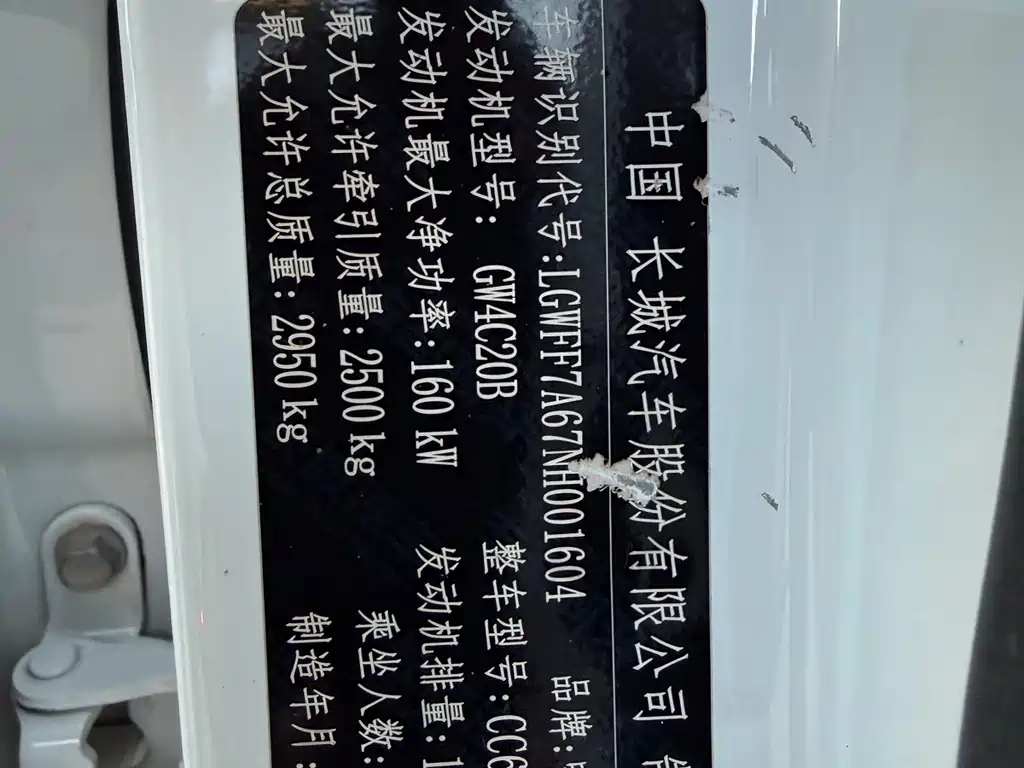 中国 长城汽车股份有限公司
车辆识别代号:LGWFF7A67NH001604 品牌:
发动机型号: GW4C20B 整车型号:CC6
发动机最大净功率:160 kW 发动机排量: 1
最大允许牵引质量: 2500 kg 乘坐人数:
最大允许总质量: 2950 kg 制造年月: